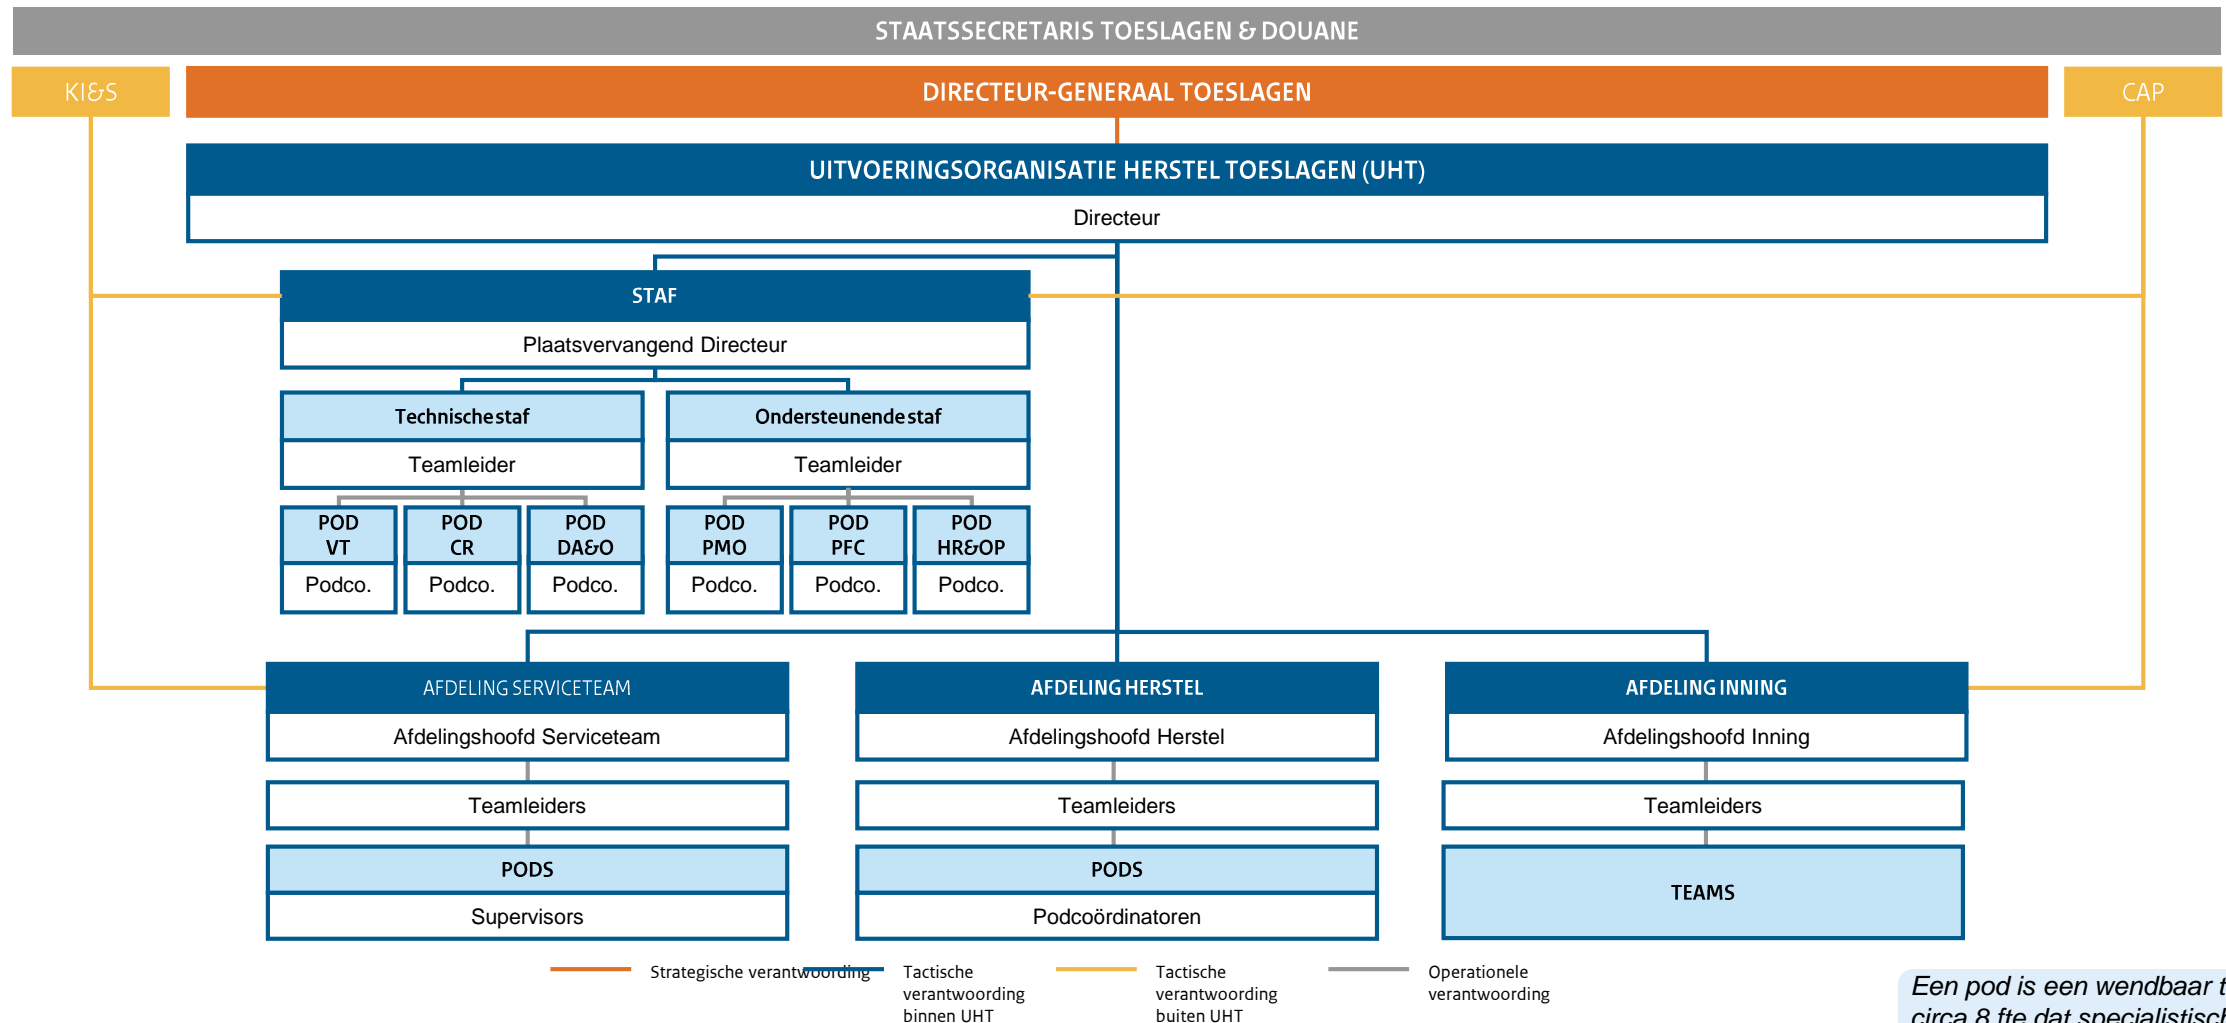 STAATSSECRETARIS TOESLAGEN & DOUANE
KI&S
DIRECTEUR-GENERAAL TOESLAGEN
CAP
UITVOERINGSORGANISATIE HERSTEL TOESLAGEN (UHT)
Directeur
STAF
Plaatsvervangend Directeur
Technische staf
Ondersteunende staf
Teamleider
Teamleider
POD
VT
POD
CR
POD
DA&O
POD
PMO
POD
PFC
POD
HR&OP
Podco.
Podco.
Podco.
Podco.
Podco.
Podco.
AFDELING SERVICETEAM
AFDELING HERSTEL
AFDELING INNING
Afdelingshoofd Serviceteam
Afdelingshoofd Herstel
Afdelingshoofd Inning
Teamleiders
Teamleiders
Teamleiders
PODS
PODS
TEAMS
Supervisors
Podcoördinatoren
Strategische verantwoording
Tactische
verantwoording
binnen UHT
Tactische
verantwoording
buiten UHT
Operationele
verantwoording
Een pod is een wendbaar
circa 8 fte dat